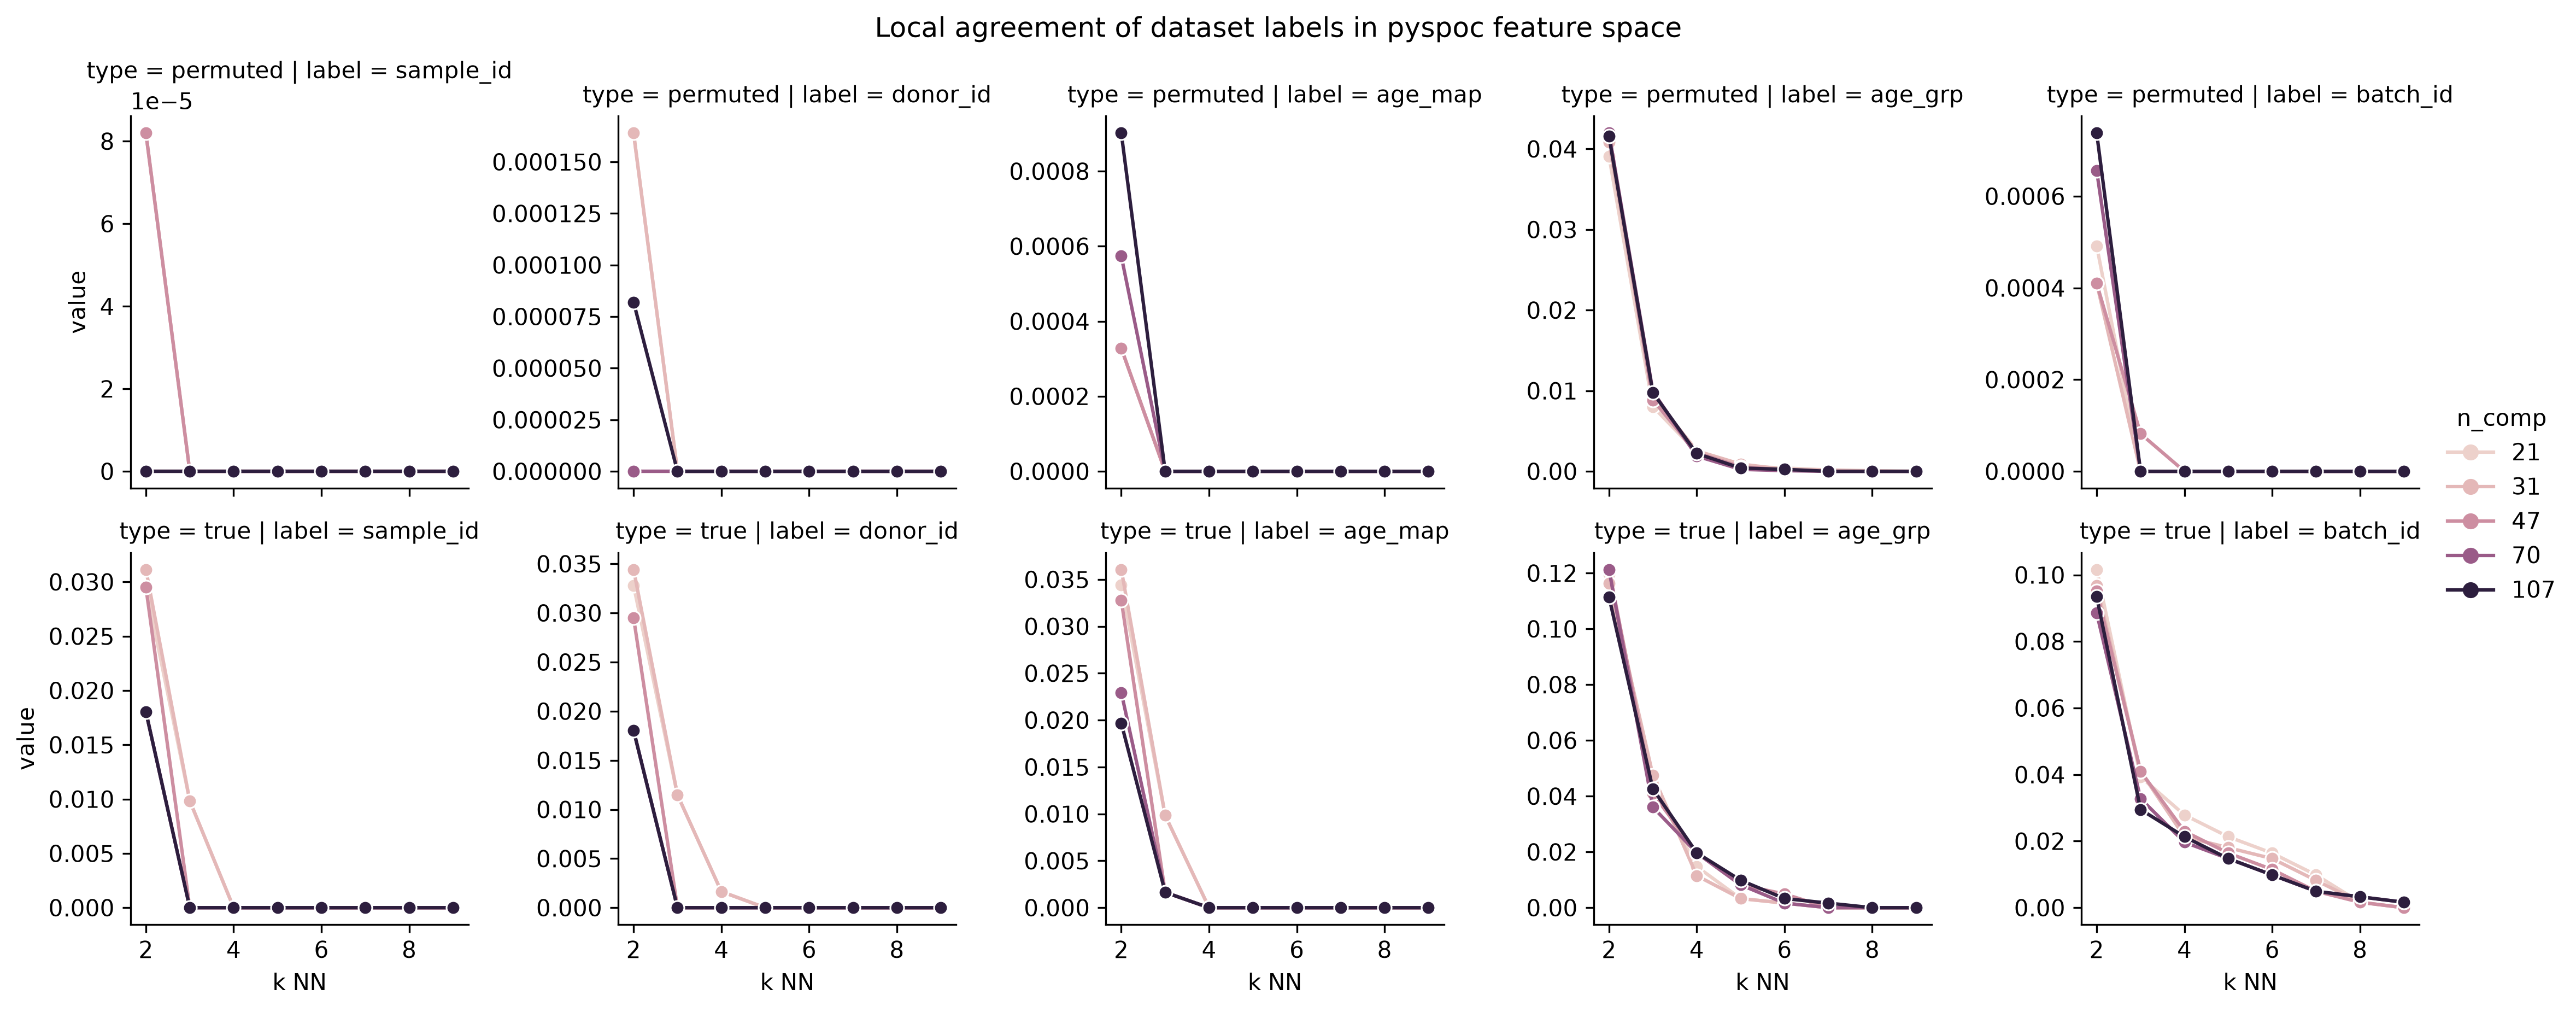 Local agreement of dataset labels in pyspoc feature space
type = permuted | label = sample_id
type = permuted | label = donor_id
type = permuted | label = age_map
type = permuted | label = age_grp
type = permuted | label = batch_id
1e−5
8
6
4
2
0
value
0.000150
0.000125
0.000100
0.000075
0.000050
0.000025
0.000000
0.0008
0.0006
0.0004
0.0002
0.0000
0.04
0.03
0.02
0.01
0.00
0.0006
0.0004
0.0002
0.0000
n_comp
21
31
47
70
107
type = true | label = sample_id
type = true | label = donor_id
type = true | label = age_map
type = true | label = age_grp
type = true | label = batch_id
0.030
0.025
0.020
0.015
0.010
0.005
0.000
value
2 4 6 8
k NN
0.035
0.030
0.025
0.020
0.015
0.010
0.005
0.000
2 4 6 8
k NN
0.035
0.030
0.025
0.020
0.015
0.010
0.005
0.000
2 4 6 8
k NN
0.12
0.10
0.08
0.06
0.04
0.02
0.00
2 4 6 8
k NN
0.10
0.08
0.06
0.04
0.02
0.00
2 4 6 8
k NN